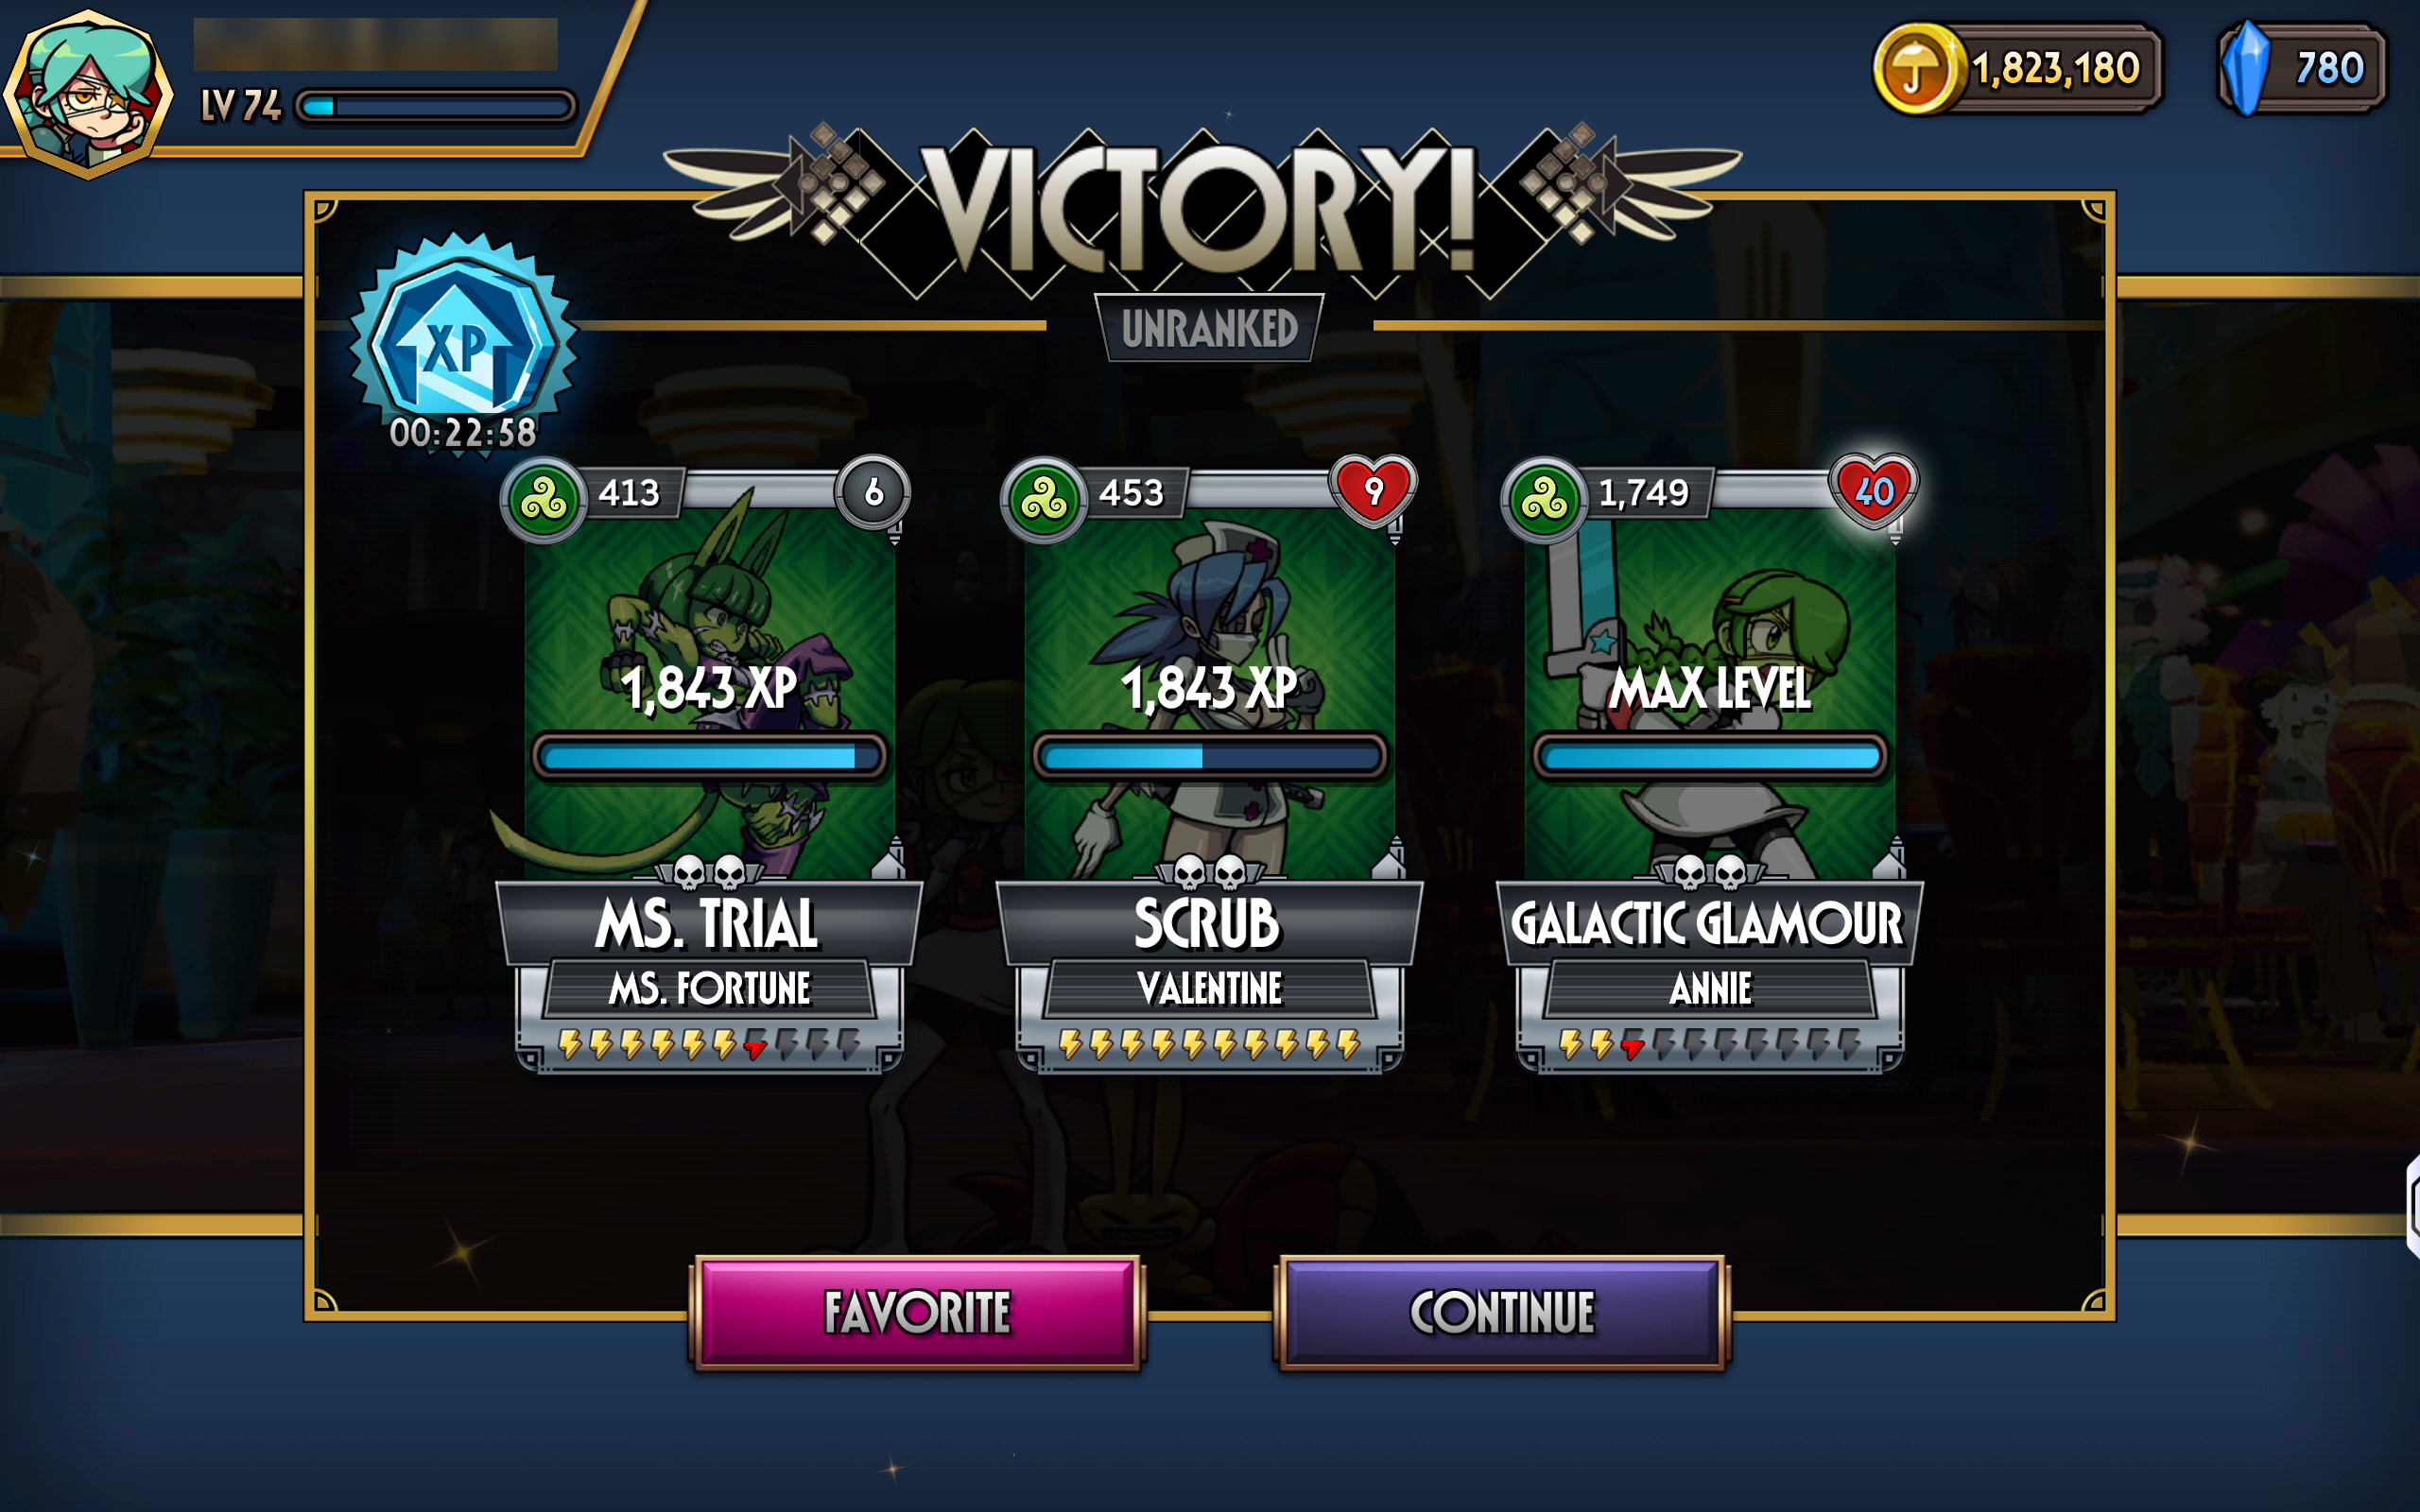 LV 74
1,823,180
780
VICTORY!
UNRANKED
XP
00:22:58
413
6
453
9
1,749
40
1,843 XP
1,843 XP
MAX LEVEL
MS. TRIAL
SCRUB
GALACTIC GLAMOUR
MS. FORTUNE
VALENTINE
ANNIE
FAVORITE
CONTINUE